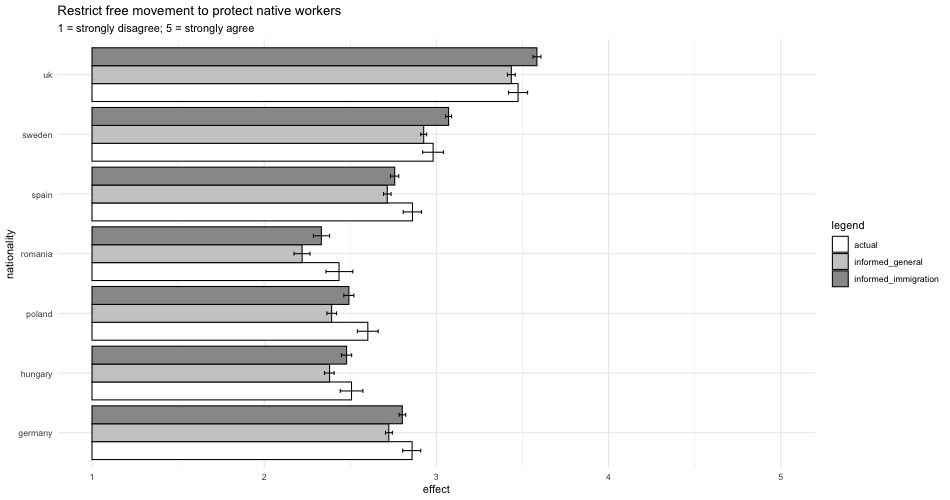 Restrict free movement to protect native workers
1 = strongly disagree; 5 = strongly agree
nationality
uk
sweden
spain
romania
poland
hungary
germany
1 2 3 4 5
effect
legend
actual
informed_general
informed_immigration